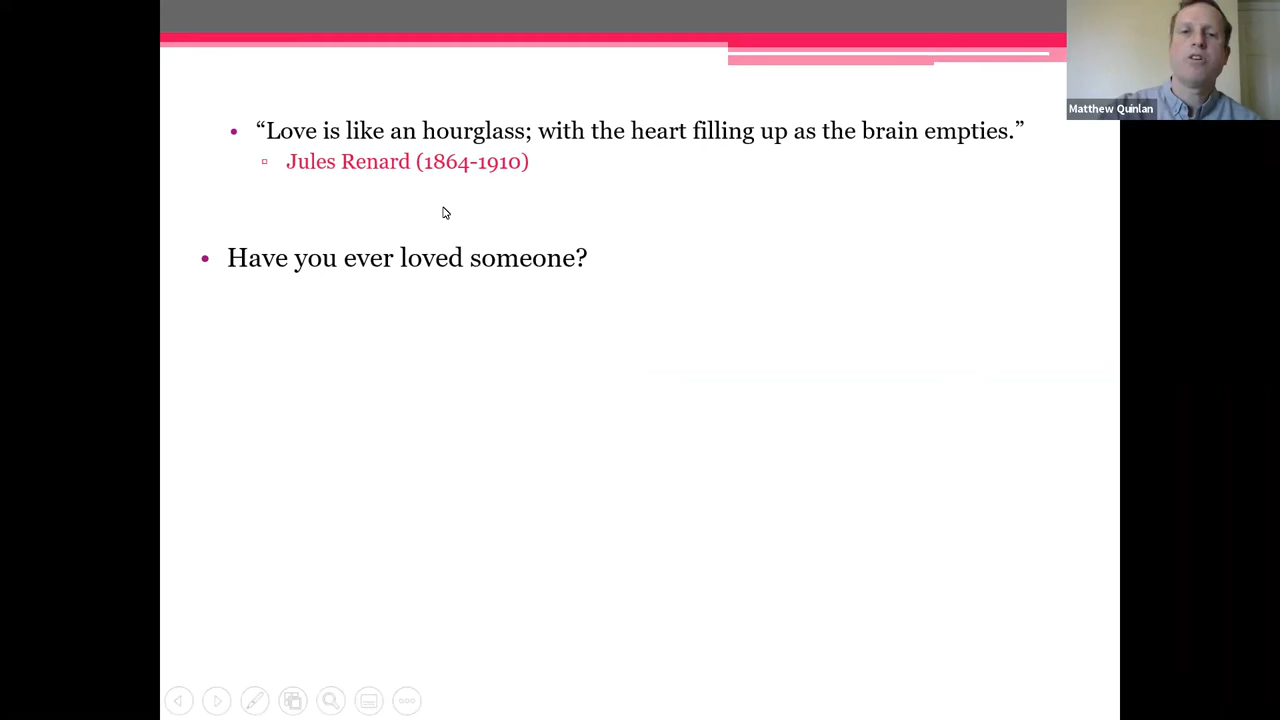 “Love is like an hourglass; with the heart filling up as the brain empties.”
Jules Renard (1864-1910)
Have you ever loved someone?
Matthew Quinlan